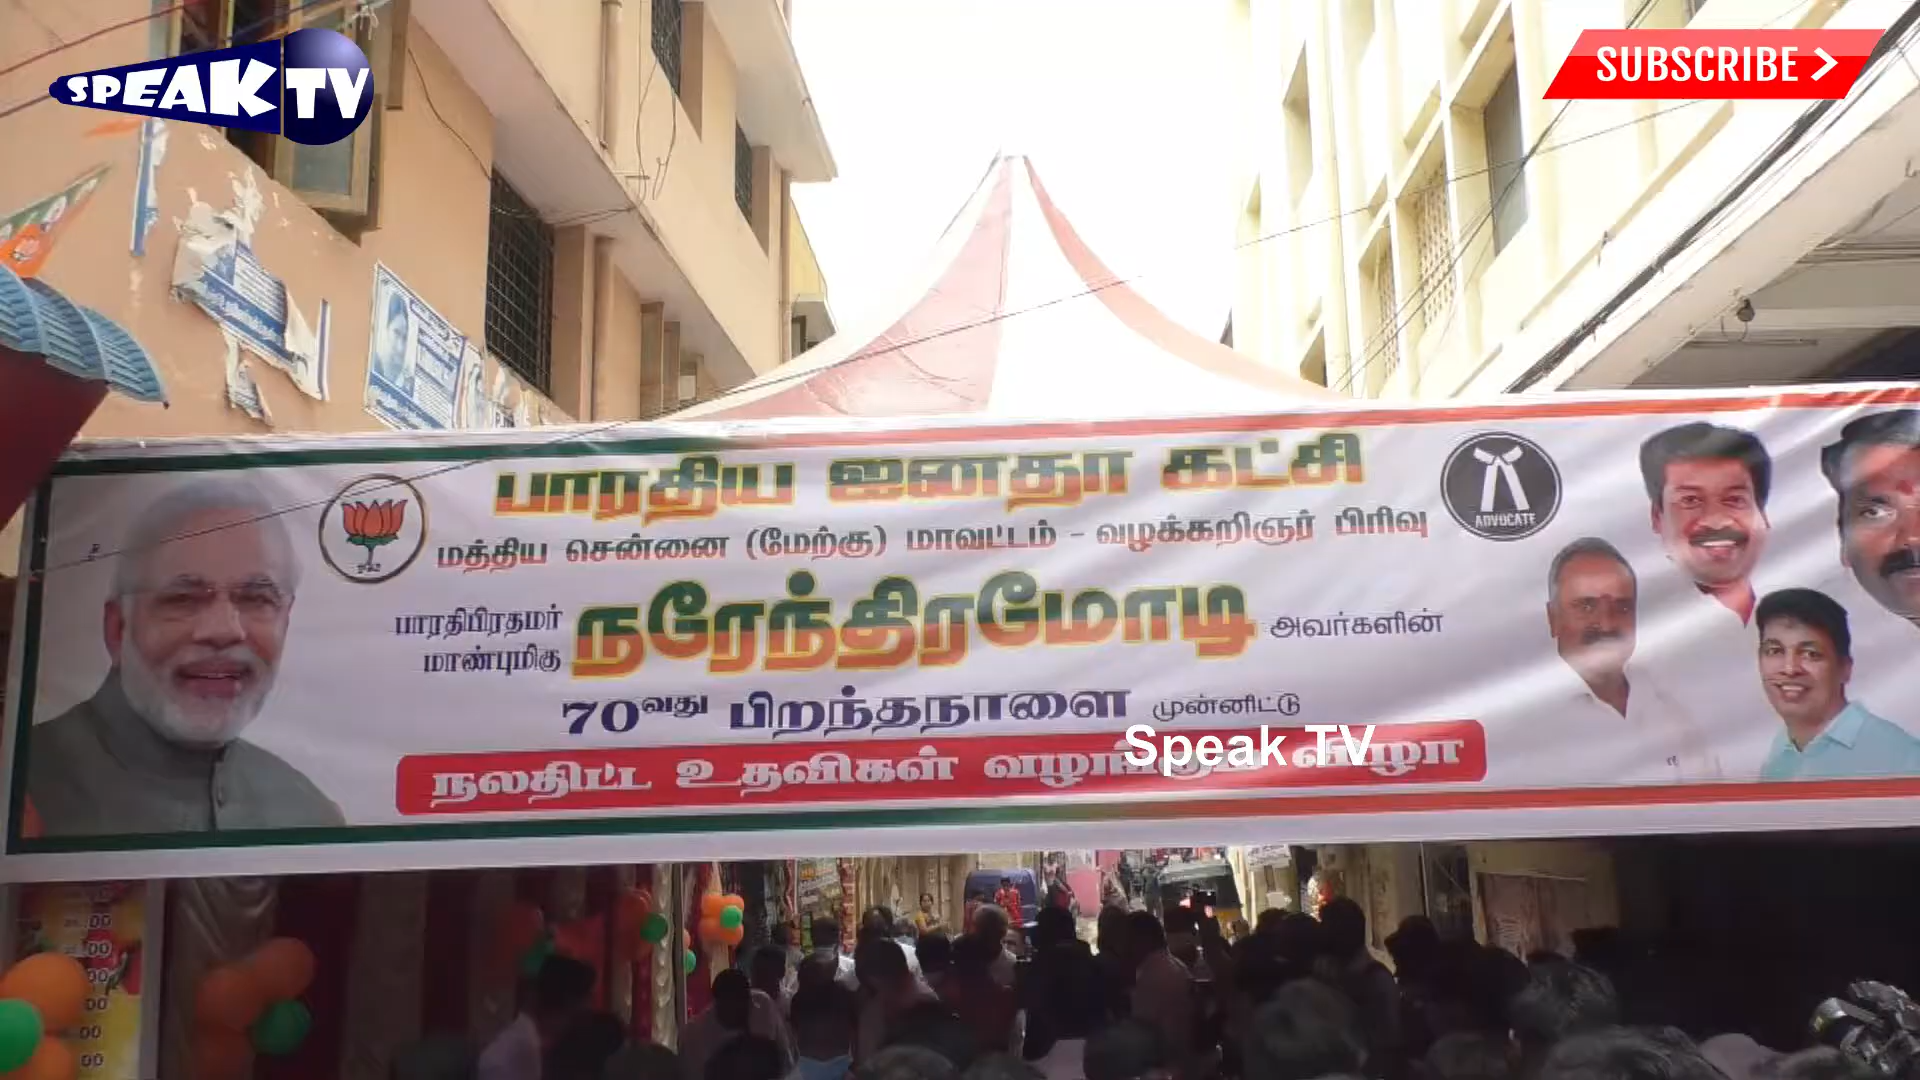 SPEAK TV
SUBSCRIBE >
பாரதிய ஜனதா கட்சி
ADVOCATE
மத்திய சென்னை (மேற்கு) மாவட்டம் - வழக்கறிஞர் பிரிவு
பாரதபிரதமர்
மாண்புமிகு
நரேந்திரமோடி அவர்களின்
70வது பிறந்தநாளை முன்னிட்டு
நலதிட்ட உதவிகள் வழங்கும் விழா
Speak TV